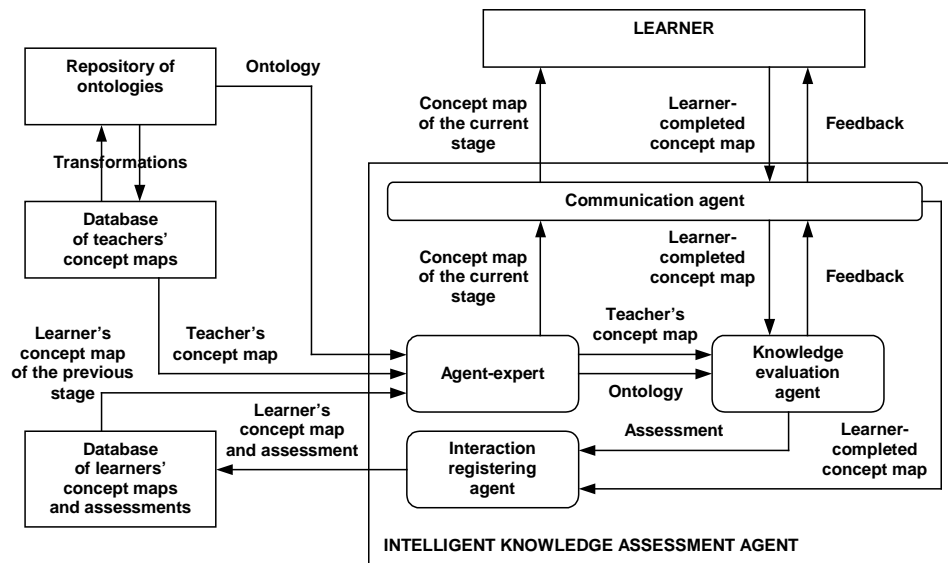 LEARNER
Repository of
ontologies
Ontology
Concept map
of the current
stage
Learner-
completed
concept map
Feedback
Transformations
Communication agent
Database
of teachers'
concept maps
Concept map
of the current
stage
Learner-
completed
concept map
Feedback
Learner's
concept map
of the previous
stage
Teacher's
concept map
Teacher's
concept map
Agent-expert
Knowledge
evaluation
agent
Ontology
Learner's
concept map
and assessment
Assessment
Learner-
completed
concept map
Database
of learners'
concept maps
and assessments
Interaction
registering
agent
INTELLIGENT KNOWLEDGE ASSESSMENT AGENT